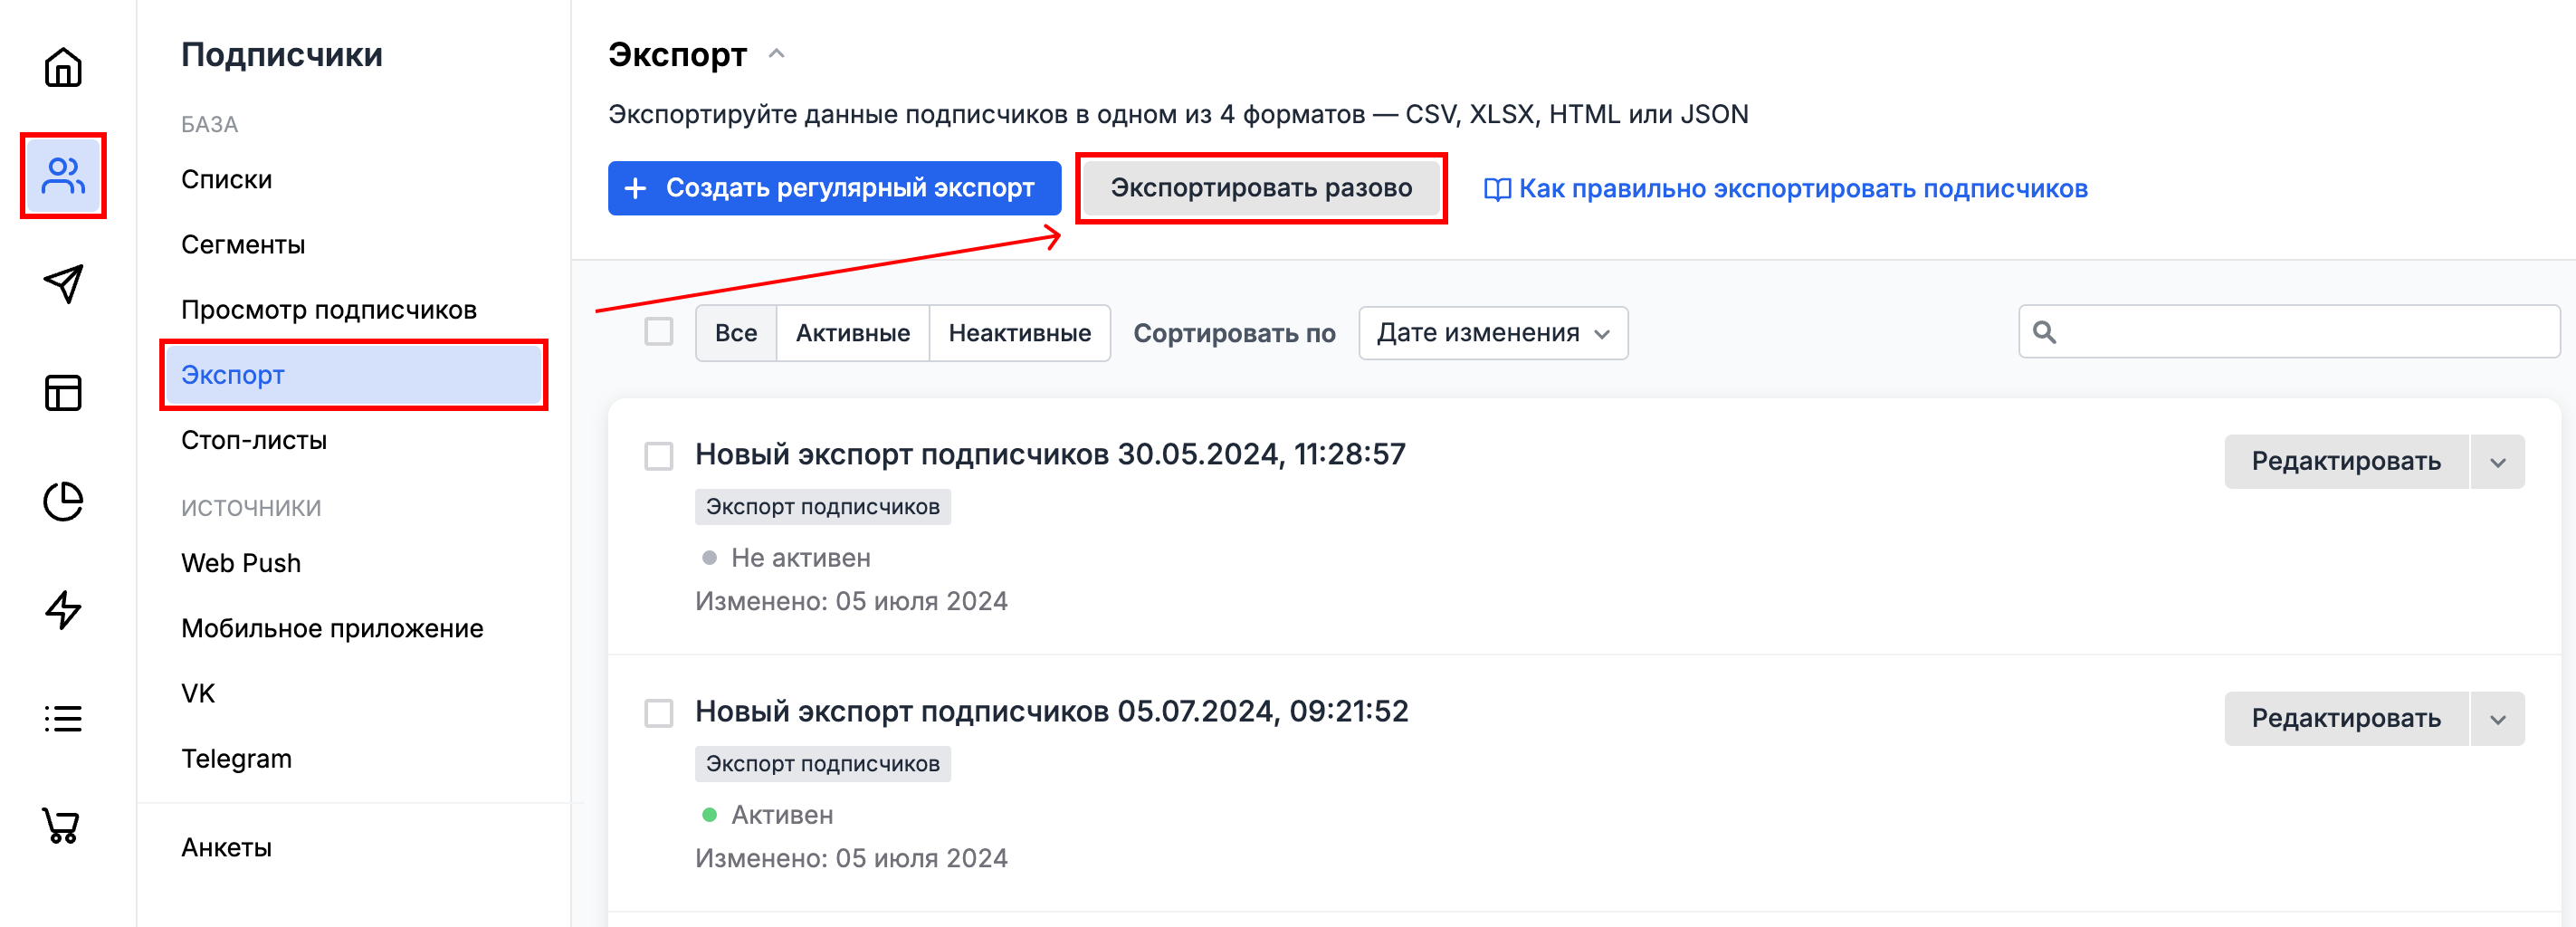 Подписчики
БАЗА
Списки
Сегменты
Просмотр подписчиков
Экспорт
Стоп-листы
ИСТОЧНИКИ
Web Push
Мобильное приложение
VK
Telegram
Анкеты
Экспорт
Экспортируйте данные подписчиков в одном из 4 форматов — CSV, XLSX, HTML или JSON
+ Создать регулярный экспорт Экспортировать разово Как правильно экспортировать подписчиков
Все Активные Неактивные Сортировать по Дате изменения
Новый экспорт подписчиков 30.05.2024, 11:28:57 Редактировать
Экспорт подписчиков
Не активен
Изменено: 05 июля 2024
Новый экспорт подписчиков 05.07.2024, 09:21:52 Редактировать
Экспорт подписчиков
Активен
Изменено: 05 июля 2024